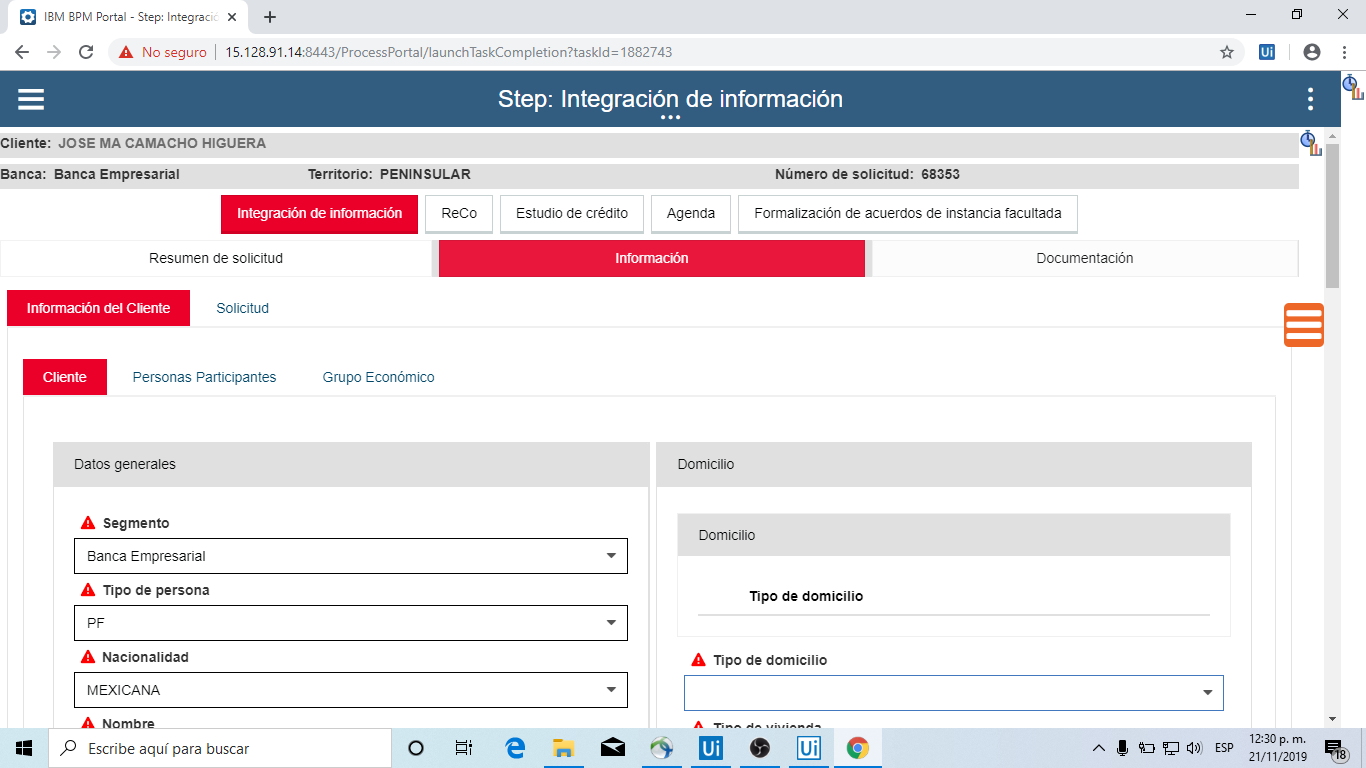 IBM BPM Portal - Step: Integració
No seguro
15.128.91.14:8443/ProcessPortal/launchTaskCompletion?taskId=1882743
Step: Integración de información
Cliente: JOSE MA CAMACHO HIGUERA
Banca: Banca Empresarial Territorio: PENINSULAR Número de solicitud: 68353
Integración de información ReCo Estudio de crédito Agenda Formalización de acuerdos de instancia facultada
Resumen de solicitud Información Documentación
Información del Cliente Solicitud
Cliente Personas Participantes Grupo Económico
Datos generales
Segmento
Banca Empresarial
Tipo de persona
PF
Nacionalidad
MEXICANA
Nombre
Domicilio
Domicilio
Tipo de domicilio
Tipo de domicilio
Tipo de vivienda
Escribe aquí para buscar
ESP
12:30 p. m.
21/11/2019
18
Ui
Ui
Ui